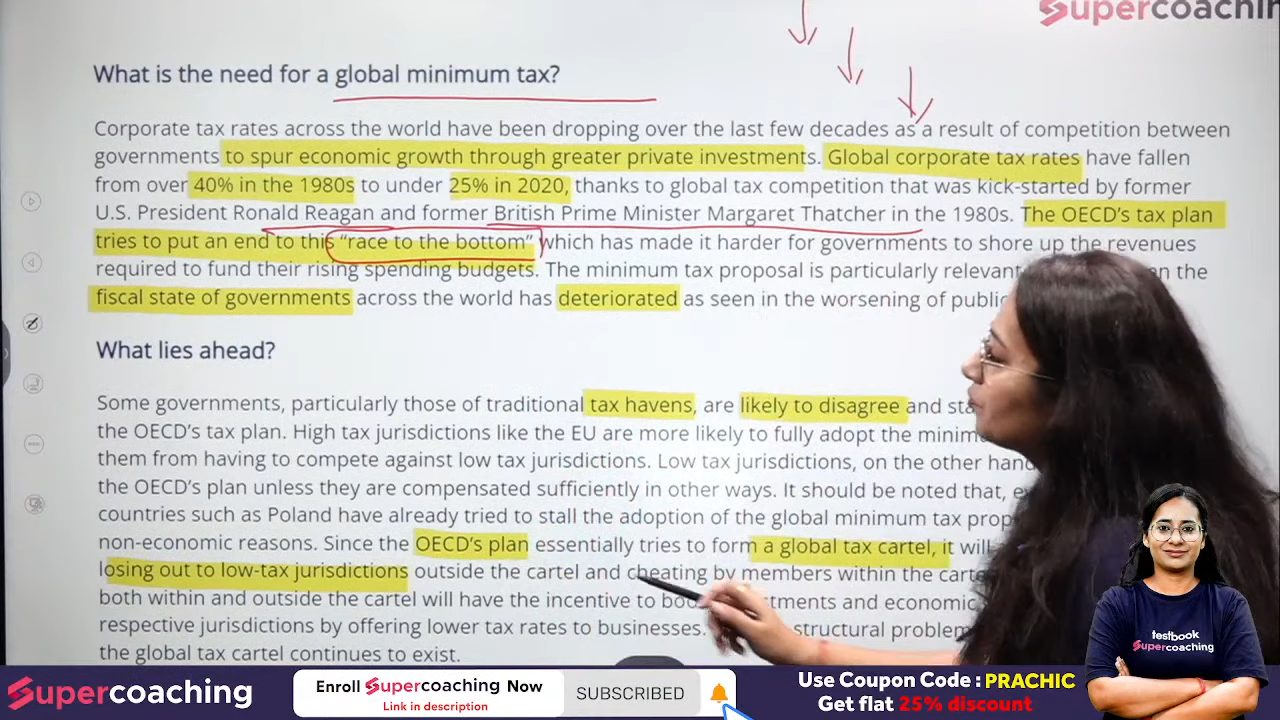 Supercoachin
What is the need for a global minimum tax?
Corporate tax rates across the world have been dropping over the last few decades as a result of competition between
governments to spur economic growth through greater private investments. Global corporate tax rates have fallen
from over 40% in the 1980s to under 25% in 2020, thanks to global tax competition that was kick-started by former
U.S. President Ronald Reagan and former British Prime Minister Margaret Thatcher in the 1980s. The OECD's tax plan
tries to put an end to this “race to the bottom” which has made it harder for governments to shore up the revenues
required to fund their rising spending budgets. The minimum tax proposal is particularly relevant n the
fiscal state of governments across the world has deteriorated as seen in the worsening of public
What lies ahead?
Some governments, particularly those of traditional tax havens, are likely to disagree and
the OECD's tax plan. High tax jurisdictions like the EU are more likely to fully adopt the
them from having to compete against low tax jurisdictions. Low tax jurisdictions, on the other
the OECD's plan unless they are compensated sufficiently in other ways. It should be noted that,
countries such as Poland have already tried to stall the adoption of the global minimum tax
non-economic reasons. Since the OECD's plan essentially tries to form a global tax cartel, it will
losing out to low-tax jurisdictions outside the cartel and cheating by members within the
both within and outside the cartel will have the incentive to and economic
respective jurisdictions by offering lower tax rates to businesses. structural
the global tax cartel continues to exist.
testbook
Supercoaching
Supercoaching
Enroll Supercoaching Now
Link in description
SUBSCRIBED
Use Coupon Code : PRACHIC
Get flat 25% discount